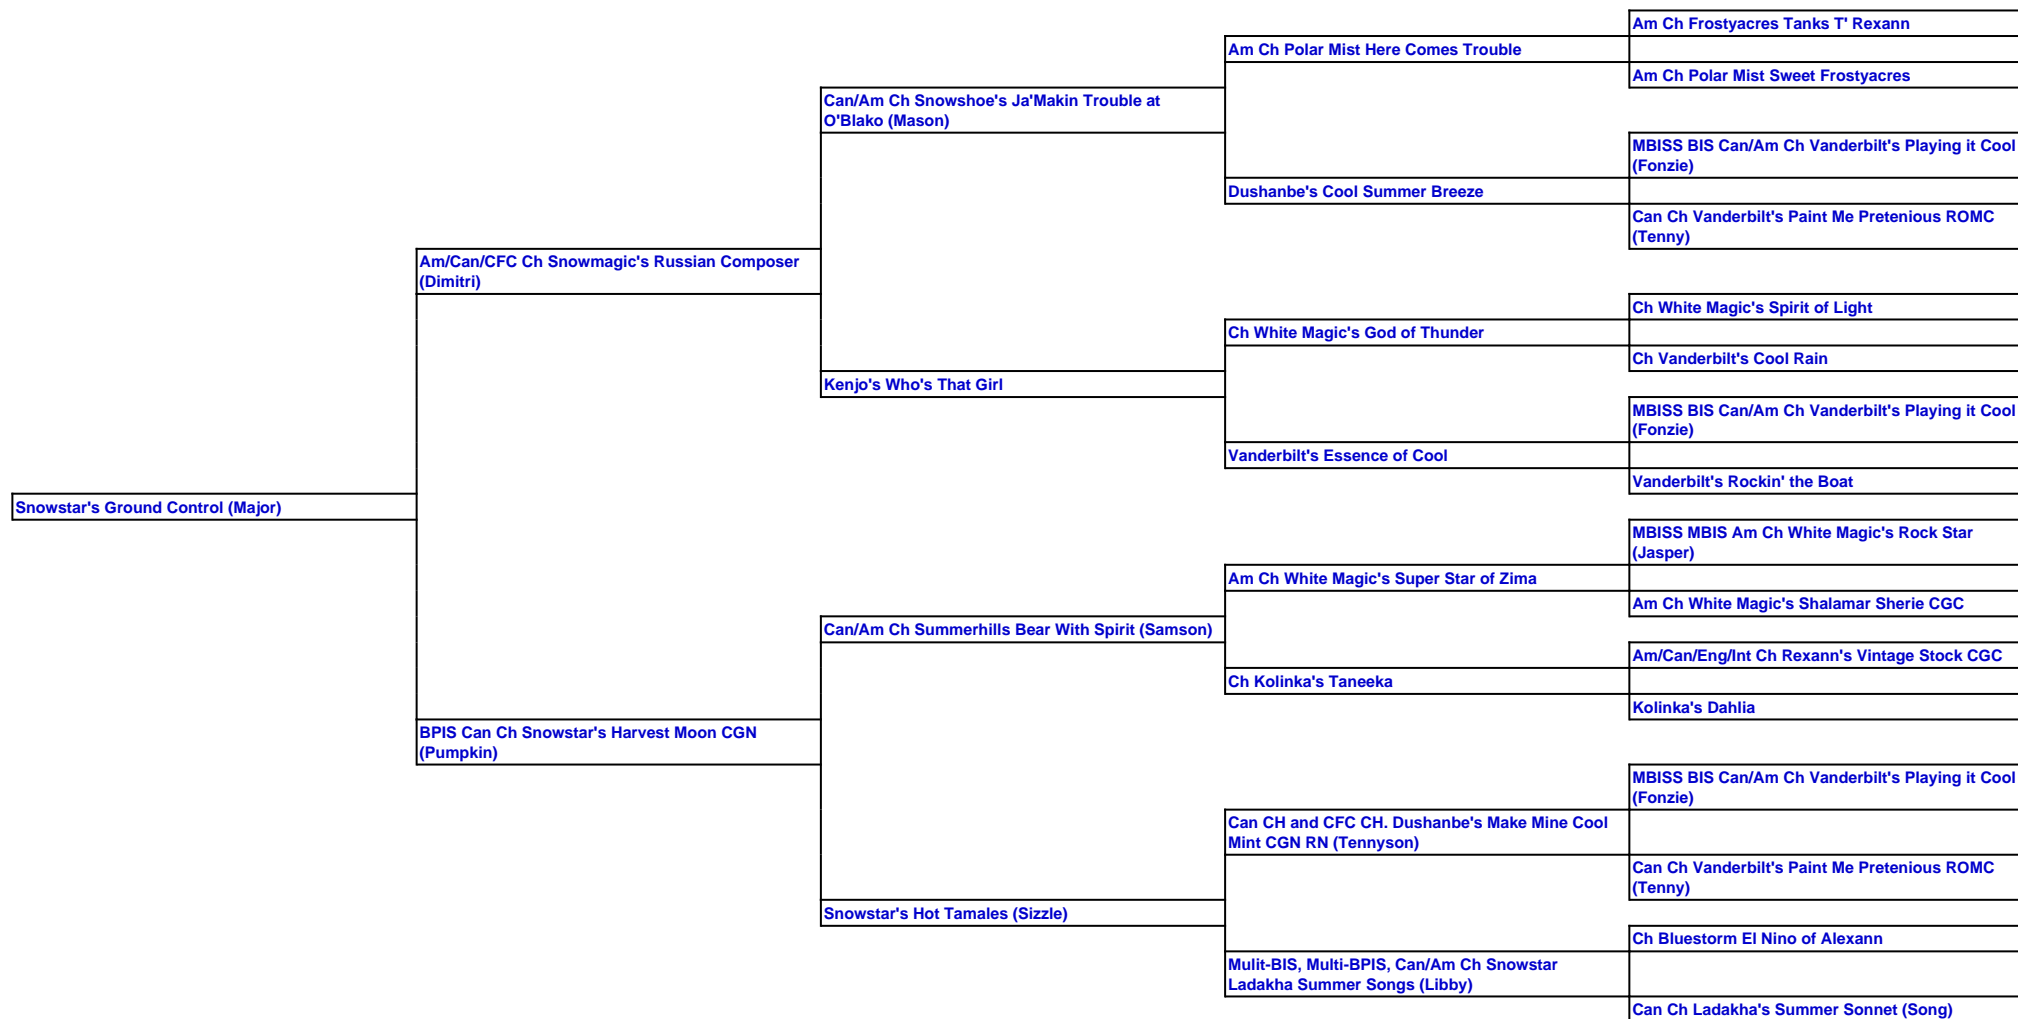 Am Ch Frostyacres Tanks T' Rexann
Am Ch Polar Mist Here Comes Trouble
Am Ch Polar Mist Sweet Frostyacres
Can/Am Ch Snowshoe's Ja'Makin Trouble at
O'Blako (Mason)
MBISS BIS Can/Am Ch Vanderbilt's Playing it Cool
(Fonzie)
Dushanbe's Cool Summer Breeze
Can Ch Vanderbilt's Paint Me Pretenious ROMC
(Tenny)
Am/Can/CFC Ch Snowmagic's Russian Composer
(Dimitri)
Ch White Magic's Spirit of Light
Ch White Magic's God of Thunder
Ch Vanderbilt's Cool Rain
Kenjo's Who's That Girl
MBISS BIS Can/Am Ch Vanderbilt's Playing it Cool
(Fonzie)
Vanderbilt's Essence of Cool
Vanderbilt's Rockin' the Boat
Snowstar's Ground Control (Major)
MBISS MBIS Am Ch White Magic's Rock Star
(Jasper)
Am Ch White Magic's Super Star of Zima
Am Ch White Magic's Shalamar Sherie CGC
Can/Am Ch Summerhills Bear With Spirit (Samson)
Am/Can/Eng/Int Ch Rexann's Vintage Stock CGC
Ch Kolinka's Taneeka
Kolinka's Dahlia
BPIS Can Ch Snowstar's Harvest Moon CGN
(Pumpkin)
MBISS BIS Can/Am Ch Vanderbilt's Playing it Cool
(Fonzie)
Can CH and CFC CH. Dushanbe's Make Mine Cool
Mint CGN RN (Tennyson)
Can Ch Vanderbilt's Paint Me Pretenious ROMC
(Tenny)
Snowstar's Hot Tamales (Sizzle)
Ch Bluestorm El Nino of Alexann
Mulit-BIS, Multi-BPIS, Can/Am Ch Snowstar
Ladakha Summer Songs (Libby)
Can Ch Ladakha's Summer Sonnet (Song)